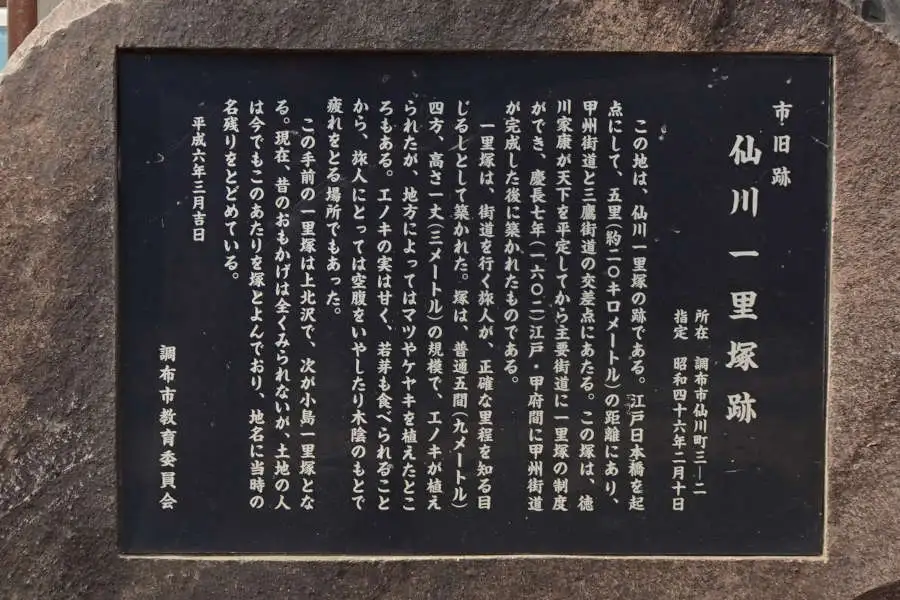 市旧跡
仙川一里塚跡
所在　調布市仙川町三―二
指定　昭和四十六年二月十日
この地は、仙川一里塚の跡である。江戸日本橋を起
点にして、五里(約二〇キロメートル)の距離にあり、
甲州街道と三鷹街道の交差点にあたる。この塚は、徳
川家康が天下を平定してから主要街道に一里塚の制度
ができ、慶長七年(一六〇二)江戸・甲府間に甲州街道
が完成した後に築かれたものである。
一里塚は、街道を行く旅人が、正確な里程を知る目
じるしとして築かれた。塚は、普通五間(九メートル)
四方、高さ一丈(三メートル)の規模で、エノキが植え
られたが、地方によってはマツやケヤキを植えたとこ
ろもある。エノキの実は甘く、若芽も食べられること
から、旅人にとっては空腹をいやしたり木陰のもとで
疲れをとる場所でもあった。
この手前の一里塚は上北沢で、次が小島一里塚とな
る。現在、昔のおもかげは全くみられないが、土地の人
は今でもこのあたりを塚とよんでおり、地名に当時の
名残りをとどめている。
平成六年三月吉日
調布市教育委員会